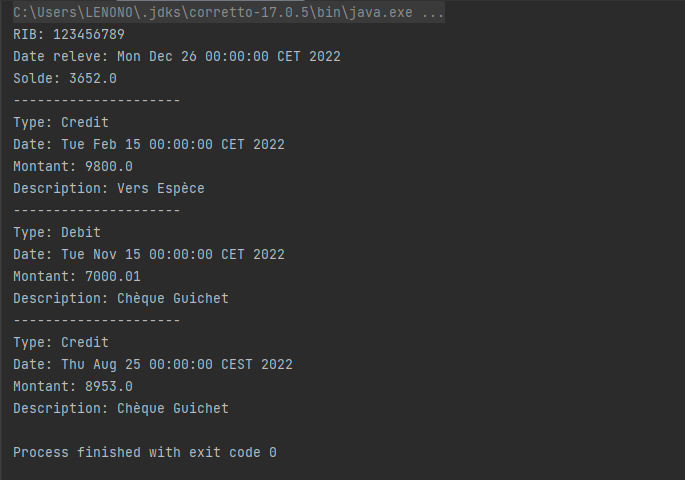 C:\Users\LENONO\.jdks\corretto-17.0.5\bin\java.exe ...
RIB: 123456789
Date releve: Mon Dec 26 00:00:00 CET 2022
Solde: 3652.0
---------------------
Type: Credit
Date: Tue Feb 15 00:00:00 CET 2022
Montant: 9800.0
Description: Vers Espèce
---------------------
Type: Debit
Date: Tue Nov 15 00:00:00 CET 2022
Montant: 7000.01
Description: Chèque Guichet
---------------------
Type: Credit
Date: Thu Aug 25 00:00:00 CEST 2022
Montant: 8953.0
Description: Chèque Guichet
Process finished with exit code 0